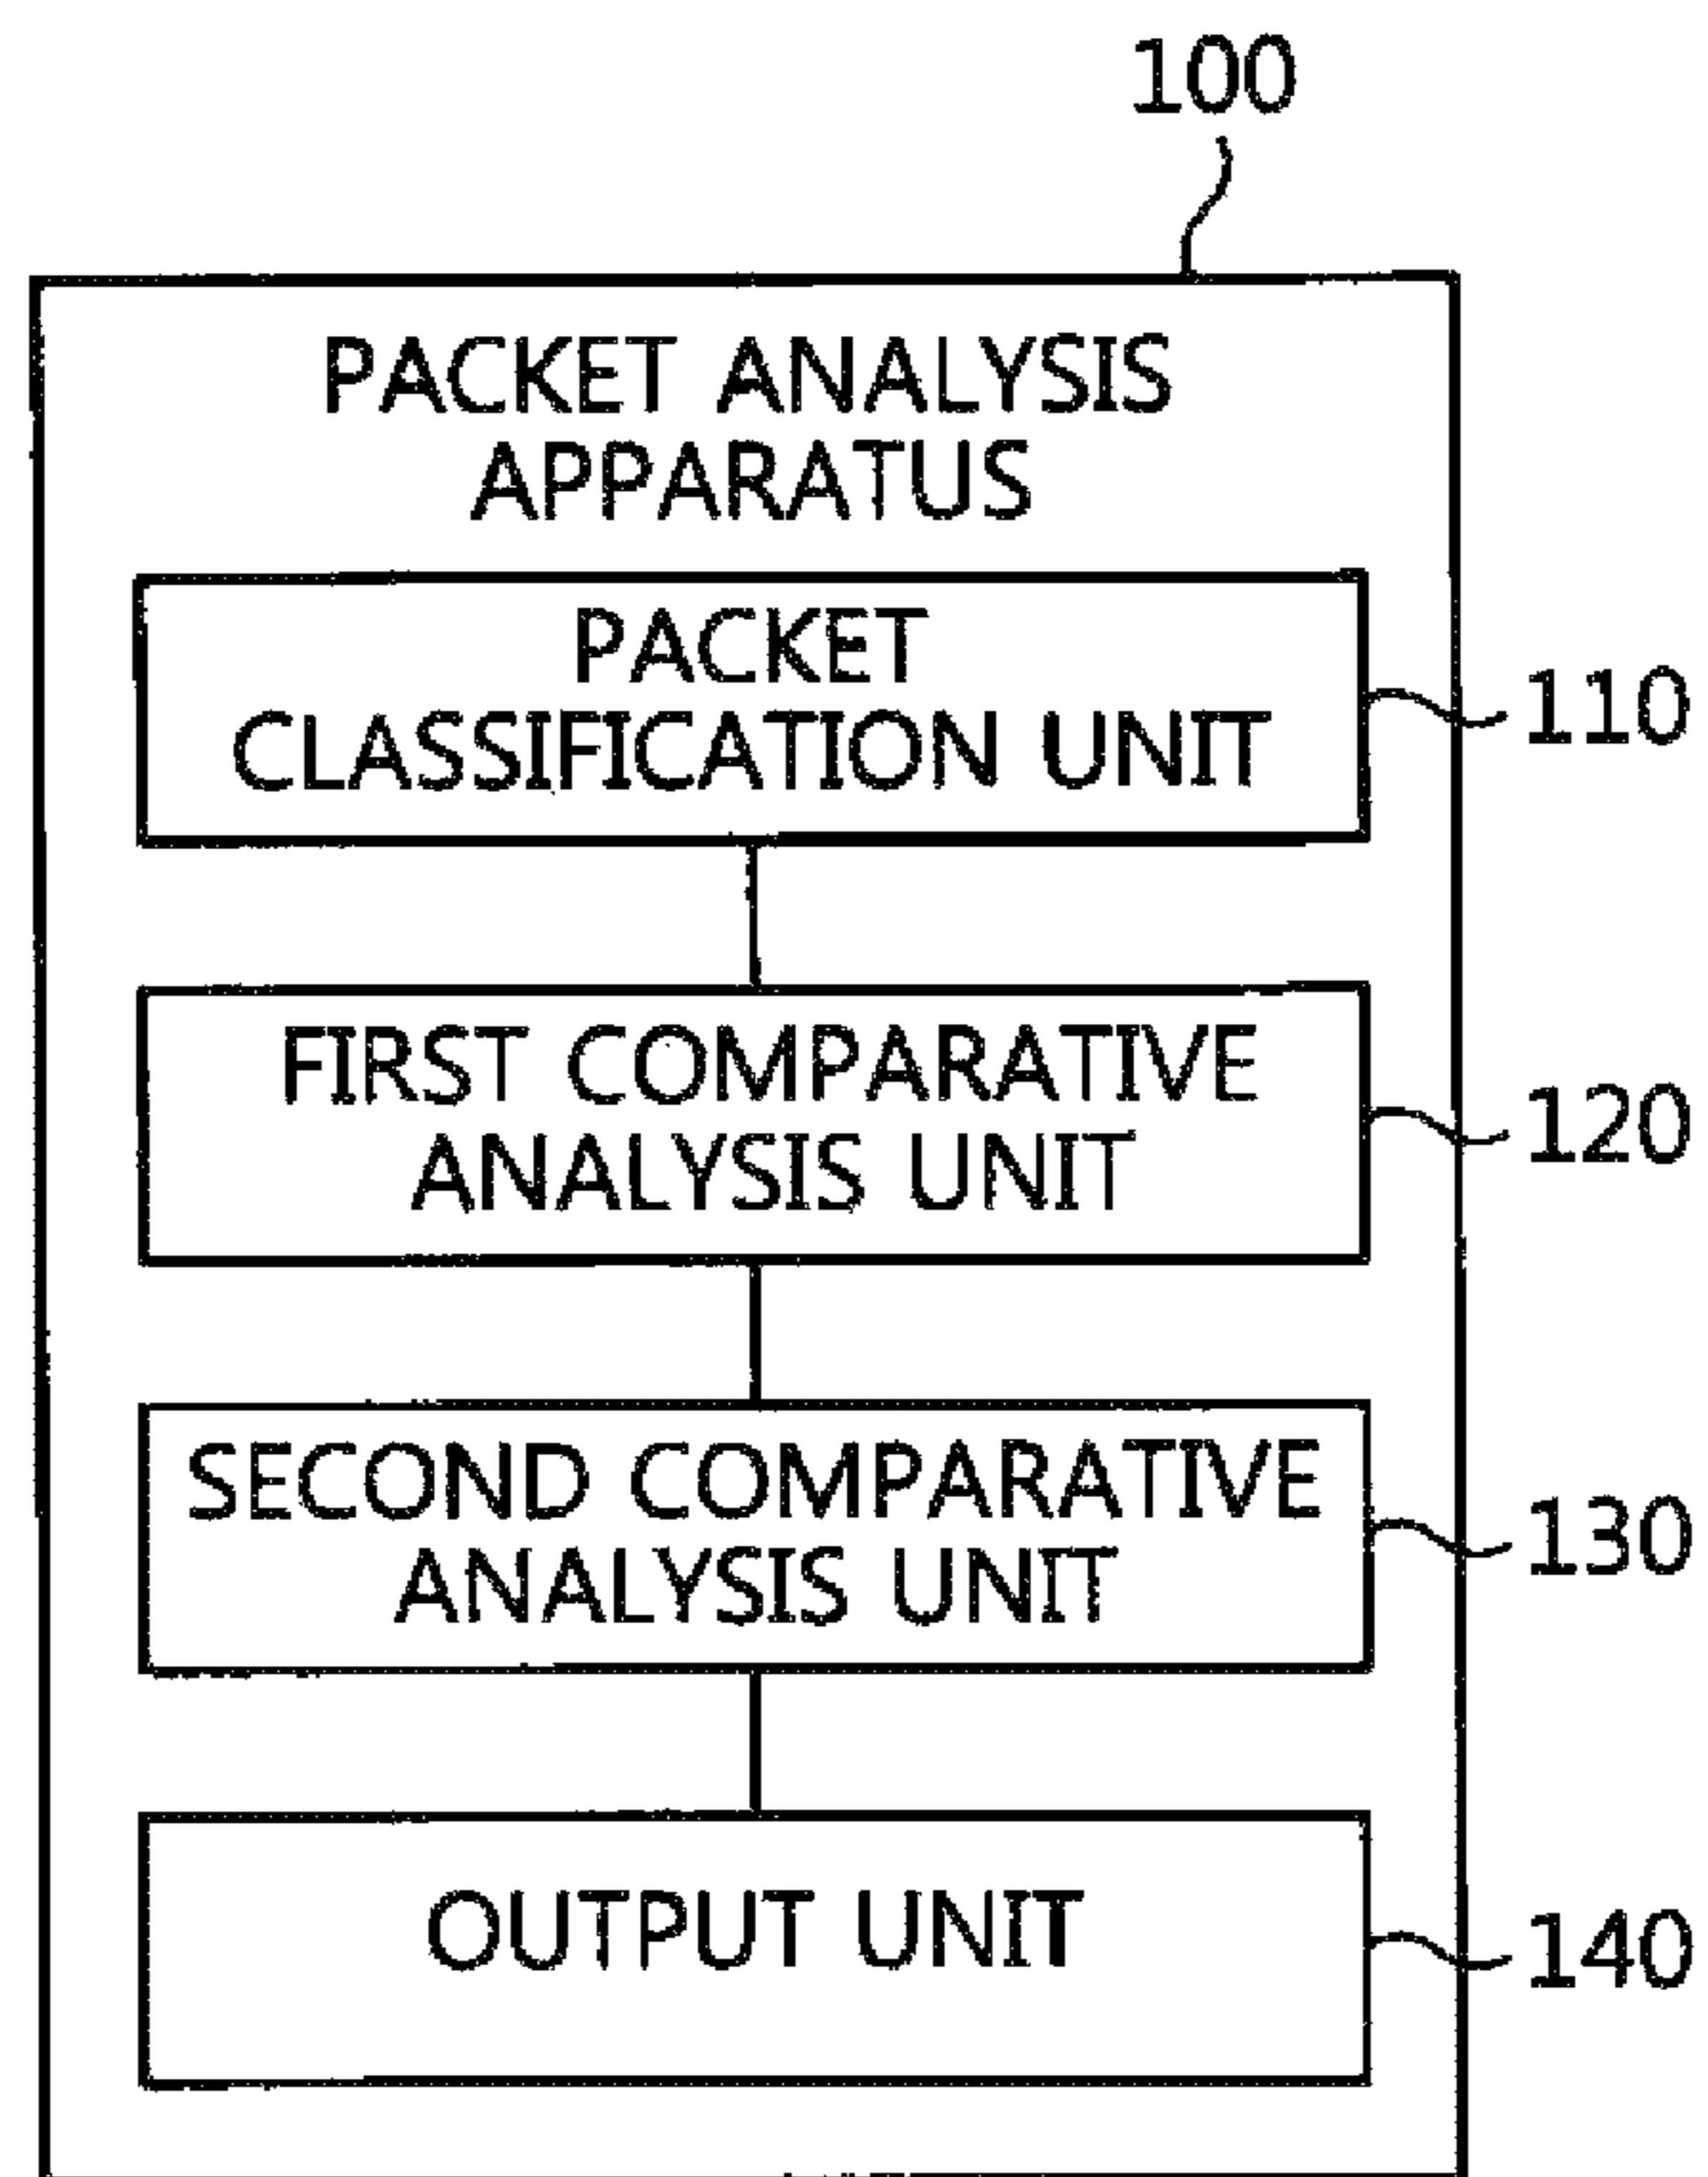 100
PACKET ANALYSIS
APPARATUS
PACKET
CLASSIFICATION UNIT
110
FIRST COMPARATIVE
ANALYSIS UNIT
120
SECOND COMPARATIVE
ANALYSIS UNIT
130
OUTPUT UNIT
140